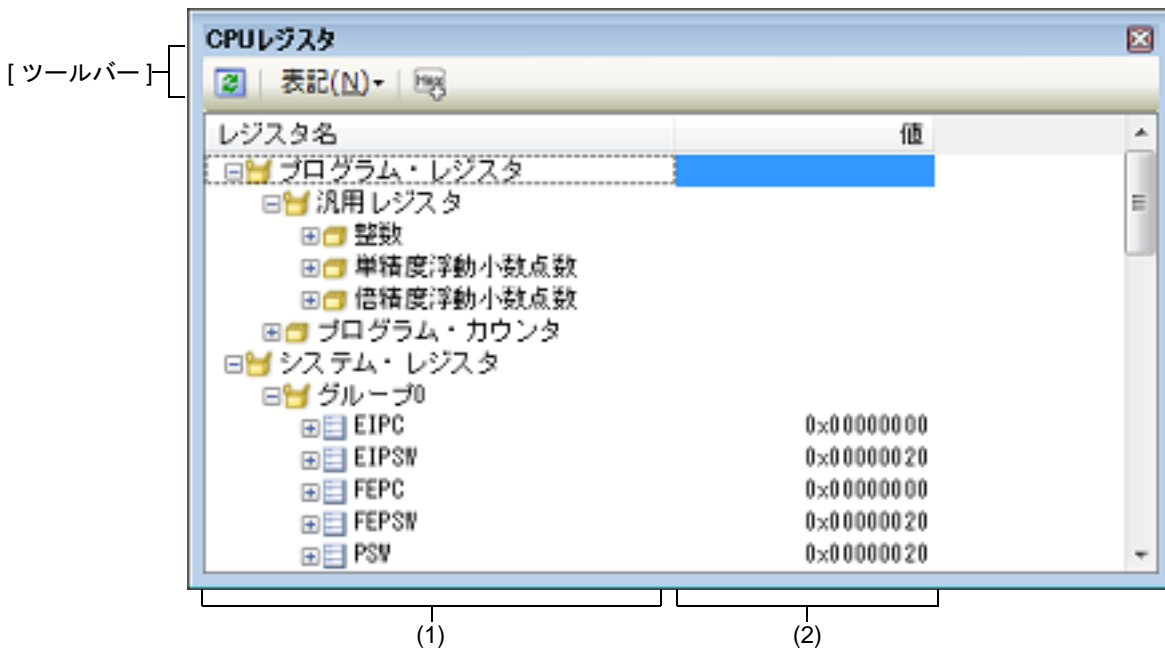 CPUレジスタ
[ ツールバー ]
表記(N)
Hex
レジスタ名 値
プログラム・レジスタ
汎用レジスタ
整数
単精度浮動小数点数
倍精度浮動小数点数
プログラム・カウンタ
システム・レジスタ
グループ0
EIPC 0x00000000
EIPSW 0x00000020
FEPC 0x00000000
FEPSW 0x00000020
PSW 0x00000020
(1) (2)